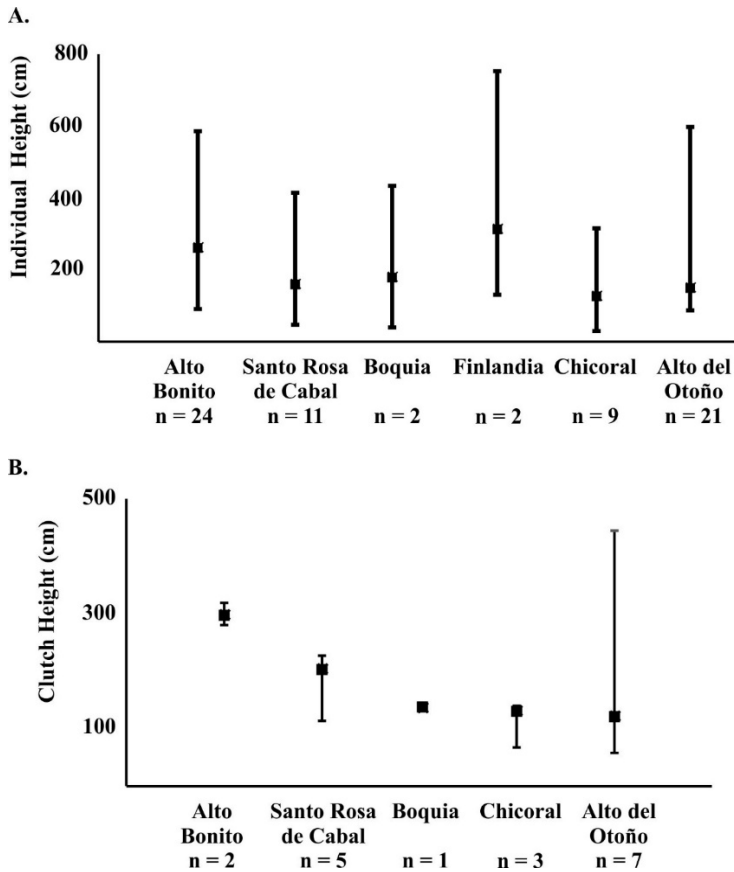 A.
Individual Height (cm)
800
600
400
200
Alto Bonito n = 24
Santo Rosa de Cabal n = 11
Boquia n = 2
Finlandia n = 2
Chicoral n = 9
Alto del Otoño n = 21
B.
Clutch Height (cm)
500
300
100
Alto Bonito n = 2
Santo Rosa de Cabal n = 5
Boquia n = 1
Chicoral n = 3
Alto del Otoño n = 7